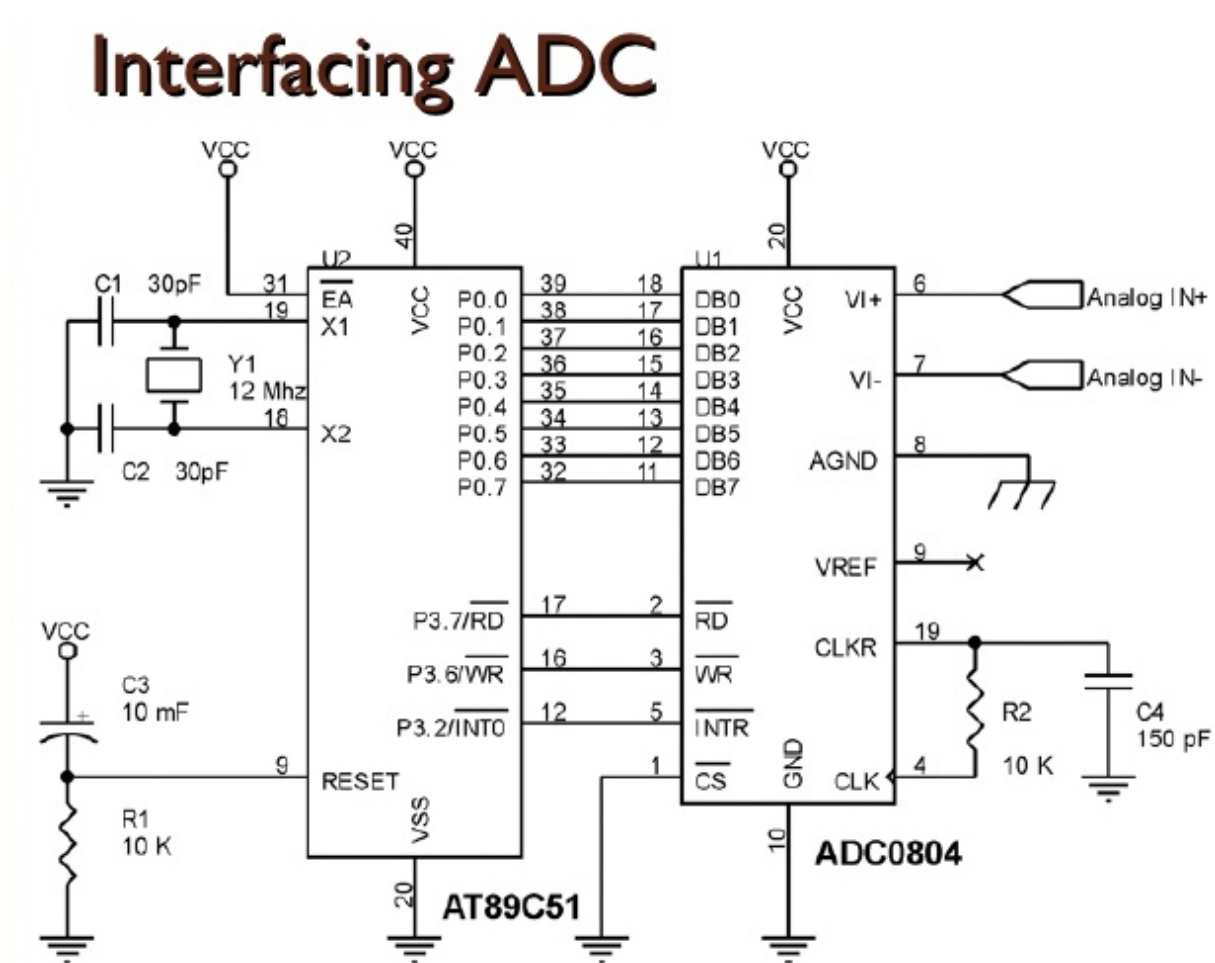 Interfacing ADC
VCC
VCC
VCC
40
20
U2
U1
C1 30pF
31
EA
VCC
P0.0
39
18
DB0
VCC
VI+
6
Analog IN+
19
X1
P0.1
38
17
DB1
P0.2
37
16
DB2
Y1
12 Mhz
P0.3
36
15
DB3
VI-
7
Analog IN-
P0.4
35
14
DB4
18
X2
P0.5
34
13
DB5
C2 30pF
P0.6
33
12
DB6
AGND
8
P0.7
32
11
DB7
VREF
9
P3.7/RD
17
2
RD
VCC
CLKR
19
P3.6/WR
16
3
WR
C3
10 mF
P3.2/INT0
12
5
INTR
R2
10 K
C4
150 pF
9
RESET
1
CS
GND
CLK
4
R1
10 K
VSS
10
ADC0804
20
AT89C51